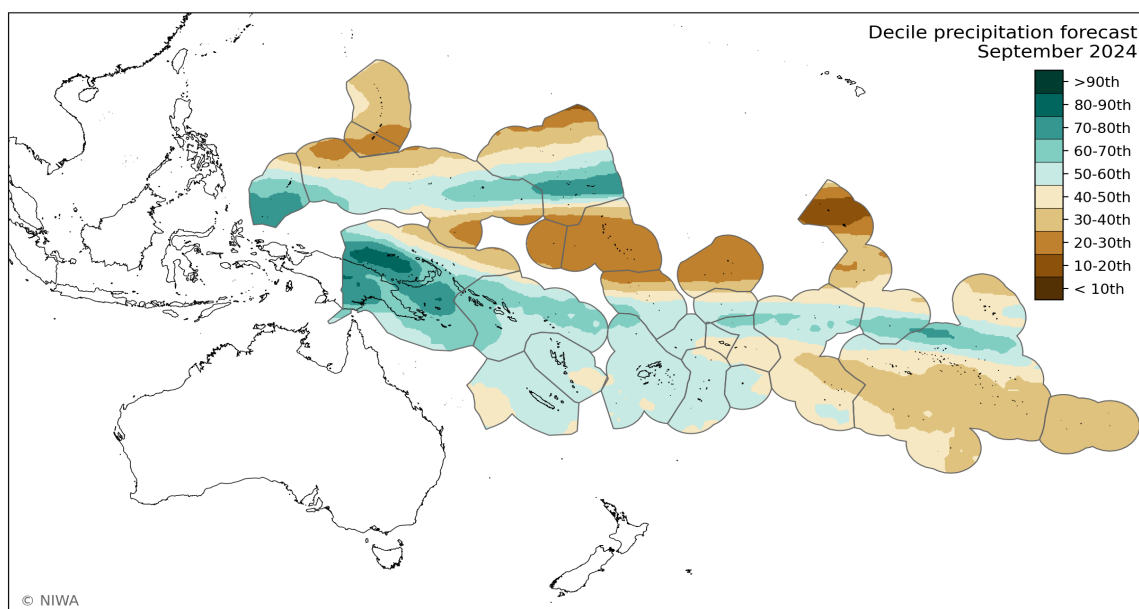 Decile precipitation forecast
September 2024
>90th
80-90th
70-80th
60-70th
50-60th
40-50th
30-40th
20-30th
10-20th
< 10th
© NIWA